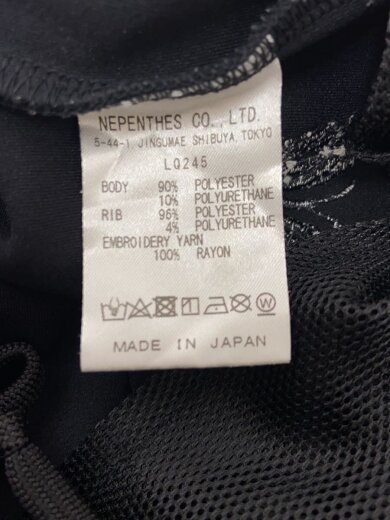 NEPENTHES CO., LTD.
5-44-1, JINGUMAE SHIBUYA, TOKYO
LQ245
BODY 90% POLYESTER
10% POLYURETHANE
RIB 96% POLYESTER
4% POLYURETHANE
EMBROIDERY YARN
100% RAYON
MADE IN JAPAN